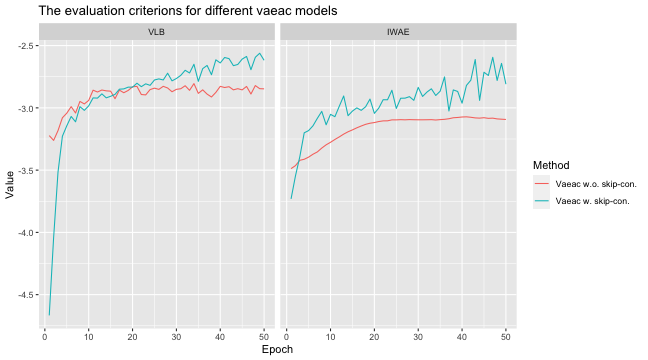 The evaluation criterions for different vaeac models
VLB
IWAE
-2.5
-3.0
-3.5
-4.0
-4.5
Value
0 10 20 30 40 50
0 10 20 30 40 50
Epoch
Method
Vaeac w.o. skip-con.
Vaeac w. skip-con.